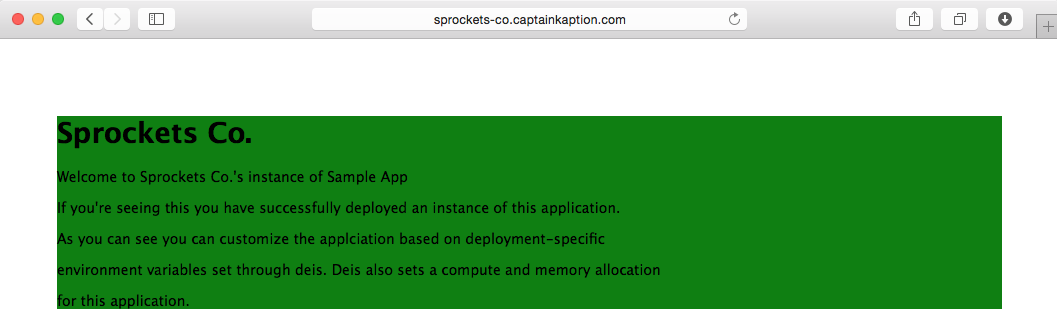 sprockets-co.captainkaption.com
Sprockets Co.
Welcome to Sprockets Co.'s instance of Sample App
If you're seeing this you have successfully deployed an instance of this application.
As you can see you can customize the applciation based on deployment-specific
environment variables set through deis. Deis also sets a compute and memory allocation
for this application.